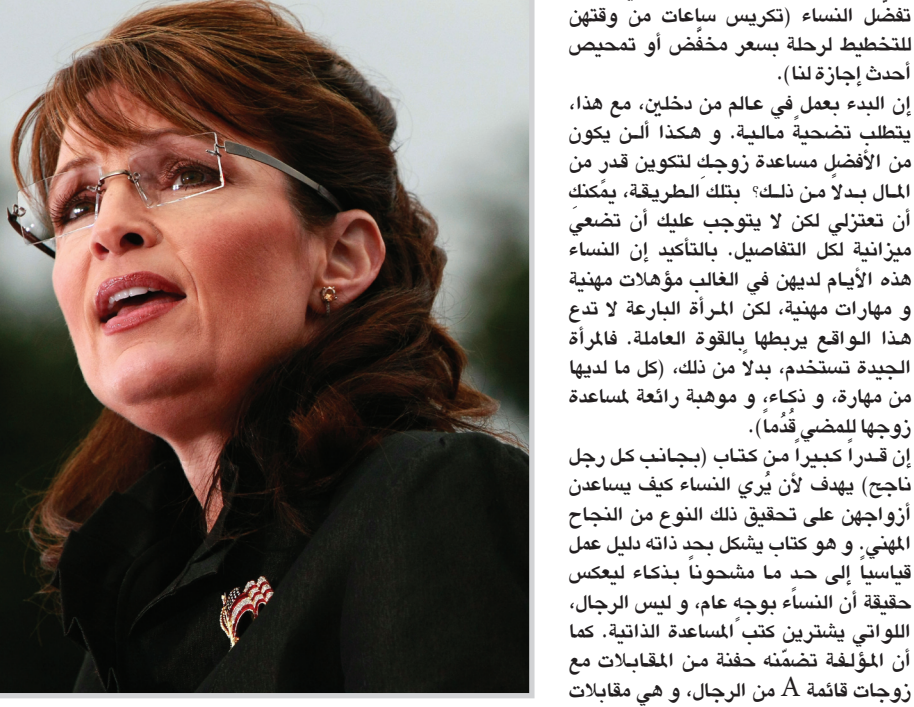 تفضّل النساء (تكريس ساعات من وقتهن
للتخطيط لرحلة بسعر مخفّض أو تمحيص
أحدث إجازة لنا).
إن البدء بعمل في عالم من دخلين، مع هذا،
يتطلب تضحيةً مالية. و هكذا ألن يكون
من الأفضل مساعدة زوجكِ لتكوين قدر من
المال بدلاً من ذلك؟ بتلك الطريقة، يمكنك
أن تعتزلي لكن لا يتوجب عليك أن تضعيَ
ميزانية لكل التفاصيل. بالتأكيد إن النساء
هذه الأيام لديهن في الغالب مؤهلات مهنية
و مهارات مهنية، لكن المرأة البارعة لا تدع
هذا الواقع يربطها بالقوة العاملة. فالمرأة
الجيدة تستخدم، بدلاً من ذلك، (كل ما لديها
من مهارة، و ذكاء، و موهبة رائعة لمساعدة
زوجها للمضي قُدُماً).
إن قدراً كبيراً من كتاب (بجانب كل رجل
ناجح) يهدف لأن يُري النساء كيف يساعدن
أزواجهن على تحقيق ذلك النوع من النجاح
المهني. و هو كتاب يشكل بحد ذاته دليل عمل
قياسياً إلى حد ما مشحوناً بذكاء ليعكس
حقيقة أن النساء بوجه عام، و ليس الرجال،
اللواتي يشترين كتب المساعدة الذاتية. كما
أن المؤلفة تضمّنه حفنة من المقابلات مع
زوجات قائمة A من الرجال، و هي مقابلات